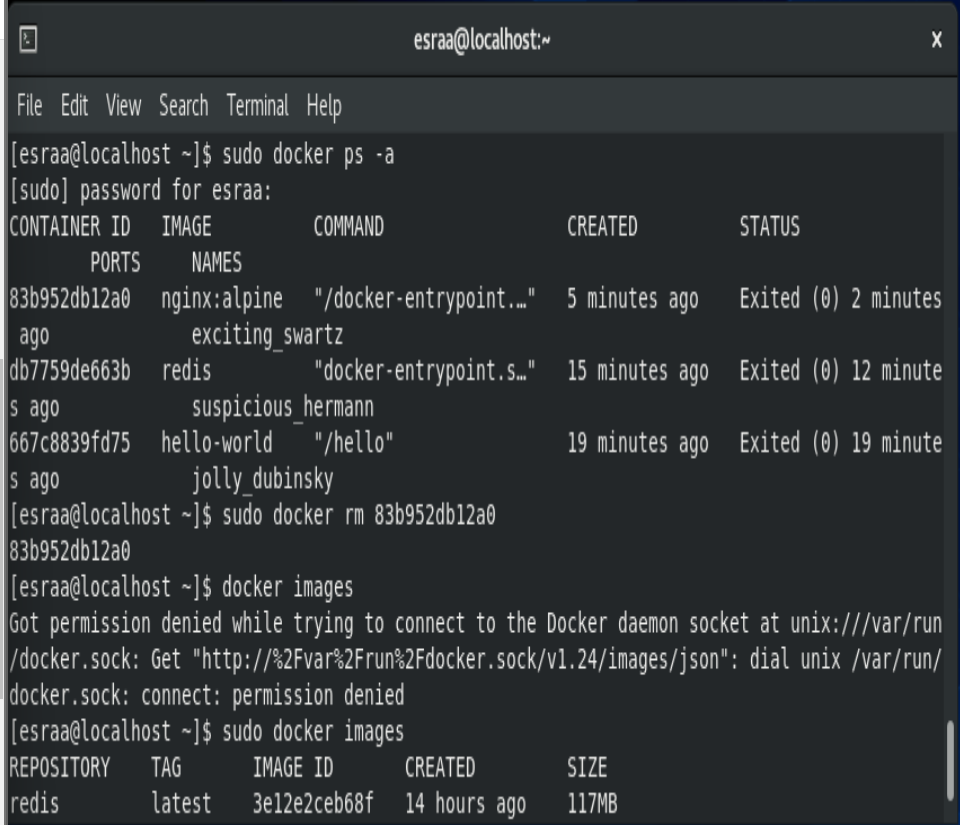 esraa@localhost:~ x
File Edit View Search Terminal Help
[esraa@localhost ~]$ sudo docker ps -a
[sudo] password for esraa:
CONTAINER ID   IMAGE          COMMAND                  CREATED          STATUS
        PORTS     NAMES
83b952db12a0   nginx:alpine   "/docker-entrypoint.…"   5 minutes ago    Exited (0) 2 minutes
 ago              exciting_swartz
db7759de663b   redis          "docker-entrypoint.s…"   15 minutes ago   Exited (0) 12 minute
s ago             suspicious_hermann
667c8839fd75   hello-world    "/hello"                 19 minutes ago   Exited (0) 19 minute
s ago             jolly_dubinsky
[esraa@localhost ~]$ sudo docker rm 83b952db12a0
83b952db12a0
[esraa@localhost ~]$ docker images
Got permission denied while trying to connect to the Docker daemon socket at unix:///var/run
/docker.sock: Get "http://%2Fvar%2Frun%2Fdocker.sock/v1.24/images/json": dial unix /var/run/
docker.sock: connect: permission denied
[esraa@localhost ~]$ sudo docker images
REPOSITORY    TAG       IMAGE ID       CREATED         SIZE
redis         latest    3e12e2ceb68f   14 hours ago    117MB